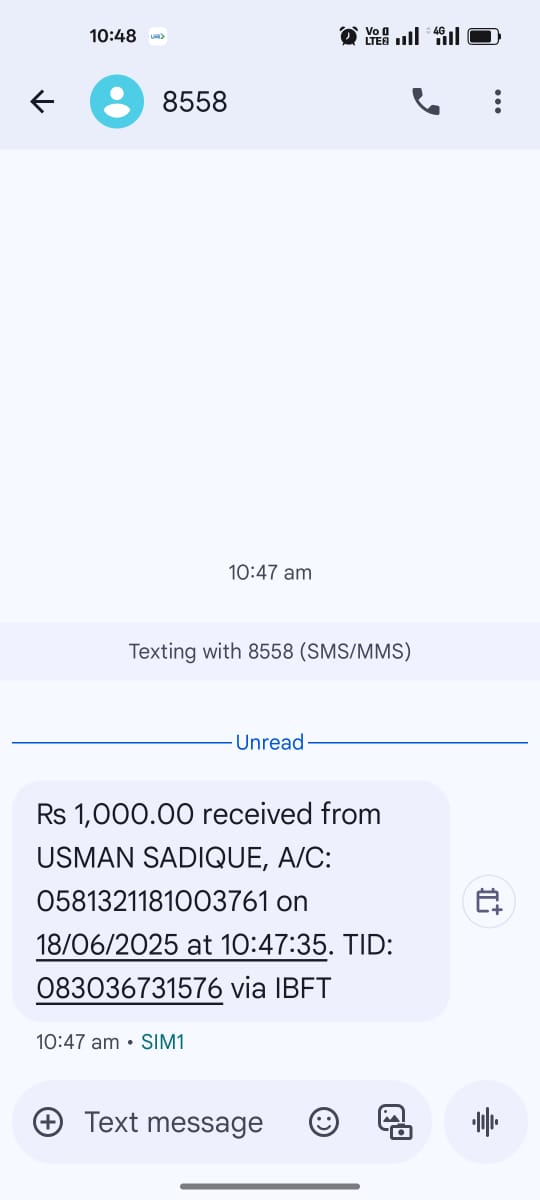 10:48
Vo
LTE2
4G
8558
10:47 am
Texting with 8558 (SMS/MMS)
Unread
Rs 1,000.00 received from
USMAN SADIQUE, A/C:
0581321181003761 on
18/06/2025 at 10:47:35. TID:
083036731576 via IBFT
10:47 am • SIM1
Text message